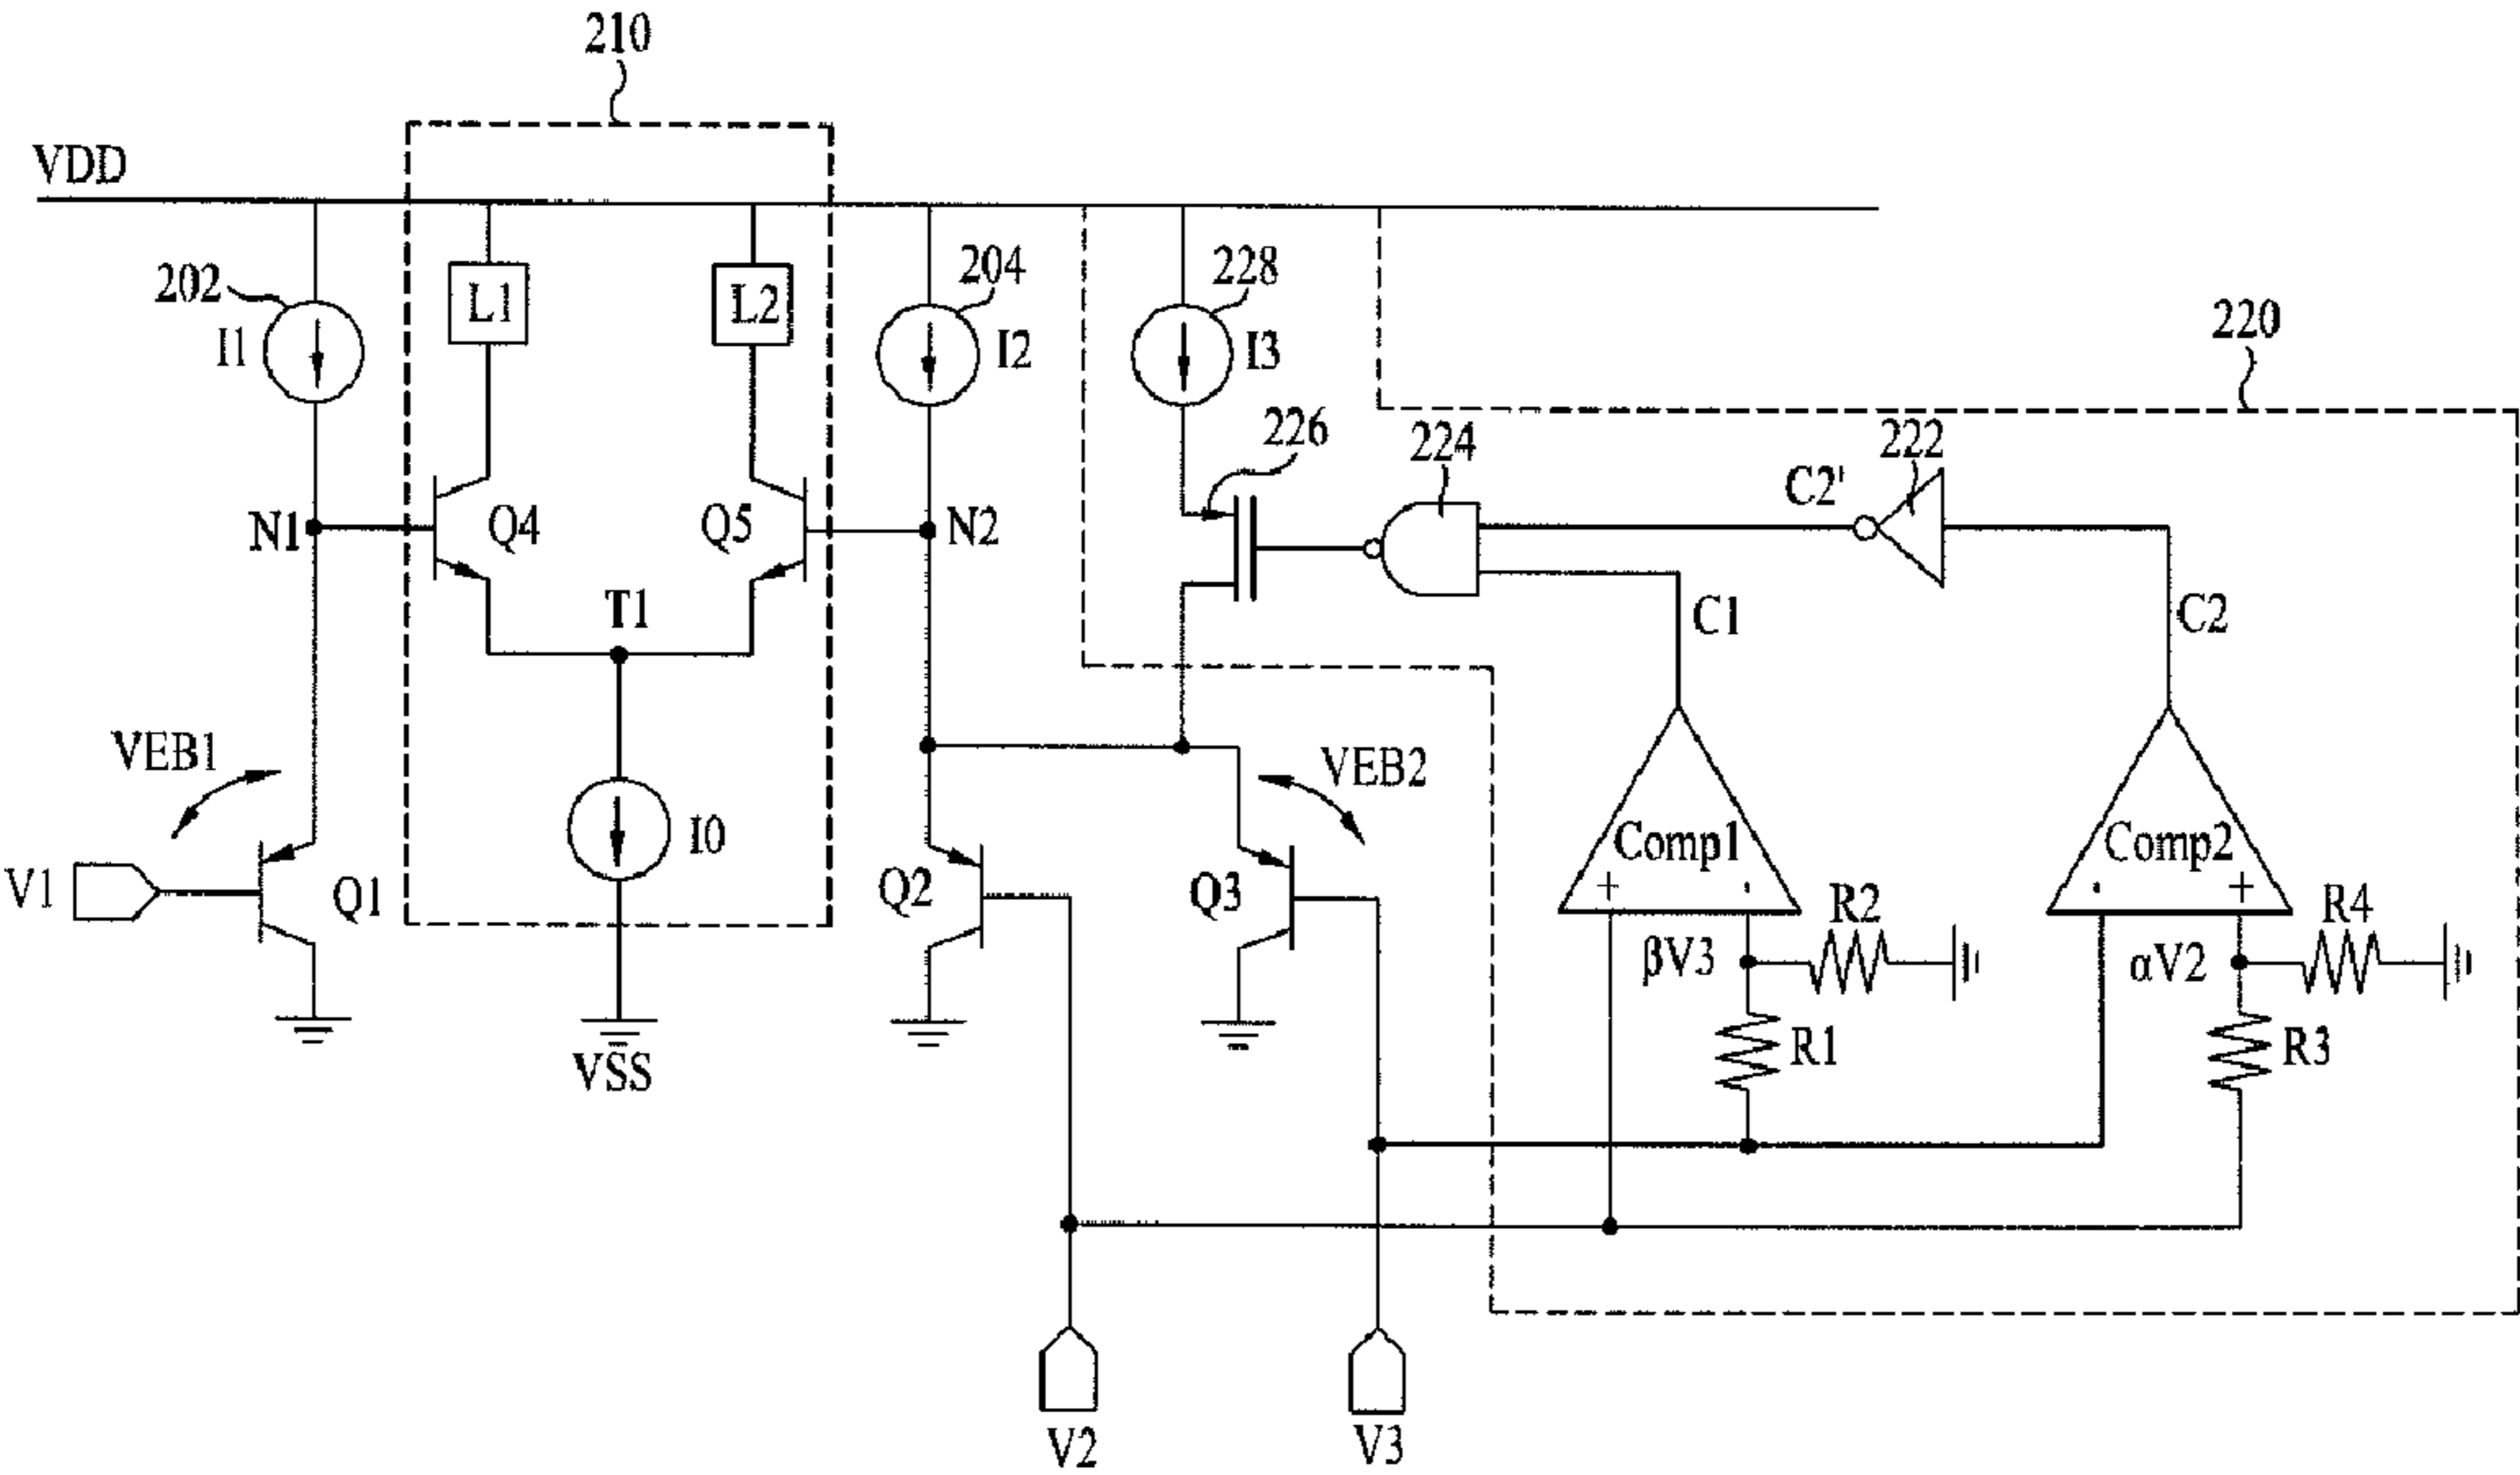 210
VDD
202
I1
L1
L2
204
I2
228
I3
220
226
224
222
C2'
N1
Q4
Q5
N2
T1
C1
C2
VEB1
VEB2
I0
V1
Q1
Q2
Q3
Comp1
+
-
Comp2
-
+
R2
R4
βV3
αV2
R1
R3
VSS
V2
V3